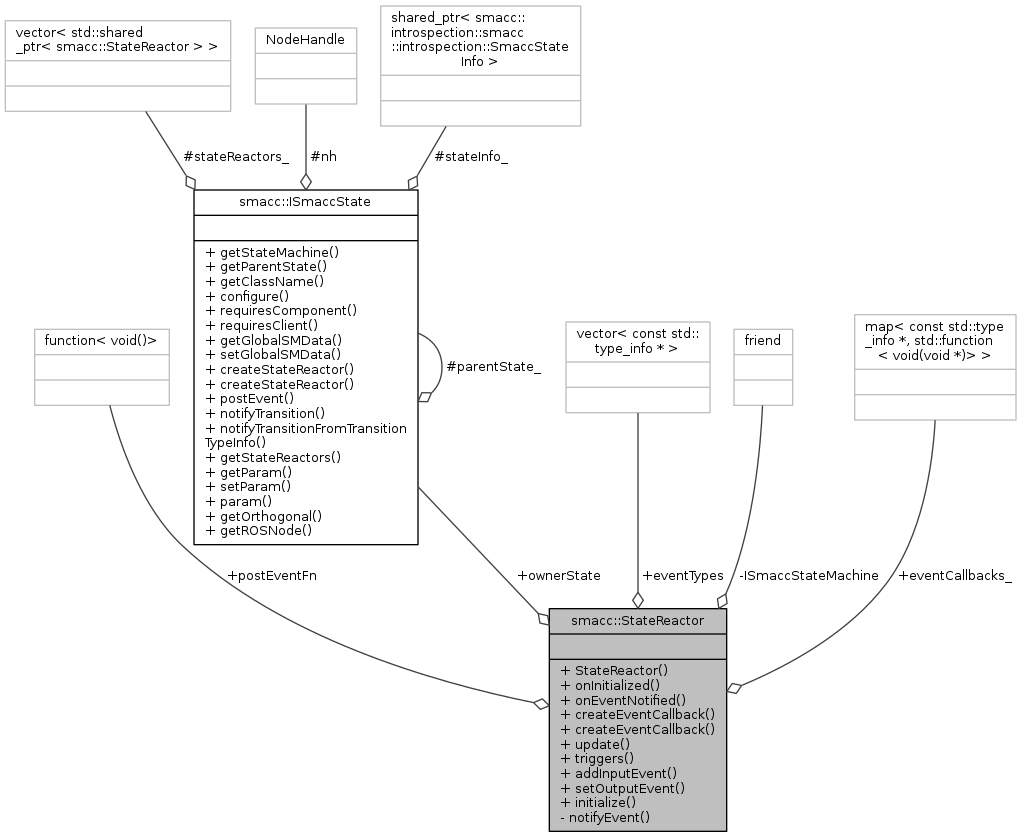 vector< std::shared
_ptr< smacc::StateReactor > >
NodeHandle
shared_ptr< smacc::
introspection::smacc
::introspection::SmaccState
Info >
#stateReactors_
#nh
#stateInfo_
smacc::ISmaccState
+ getStateMachine()
+ getParentState()
+ getClassName()
+ configure()
+ requiresComponent()
+ requiresClient()
+ getGlobalSMData()
+ setGlobalSMData()
+ createStateReactor()
+ createStateReactor()
+ postEvent()
+ notifyTransition()
+ notifyTransitionFromTransition
TypeInfo()
+ getStateReactors()
+ getParam()
+ setParam()
+ param()
+ getOrthogonal()
+ getROSNode()
#parentState_
function< void()>
vector< const std::
type_info * >
friend
map< const std::type
_info *, std::function
< void(void *)> >
+postEventFn
+ownerState
+eventTypes
-ISmaccStateMachine
+eventCallbacks_
smacc::StateReactor
+ StateReactor()
+ onInitialized()
+ onEventNotified()
+ createEventCallback()
+ createEventCallback()
+ update()
+ triggers()
+ addInputEvent()
+ setOutputEvent()
+ initialize()
- notifyEvent()